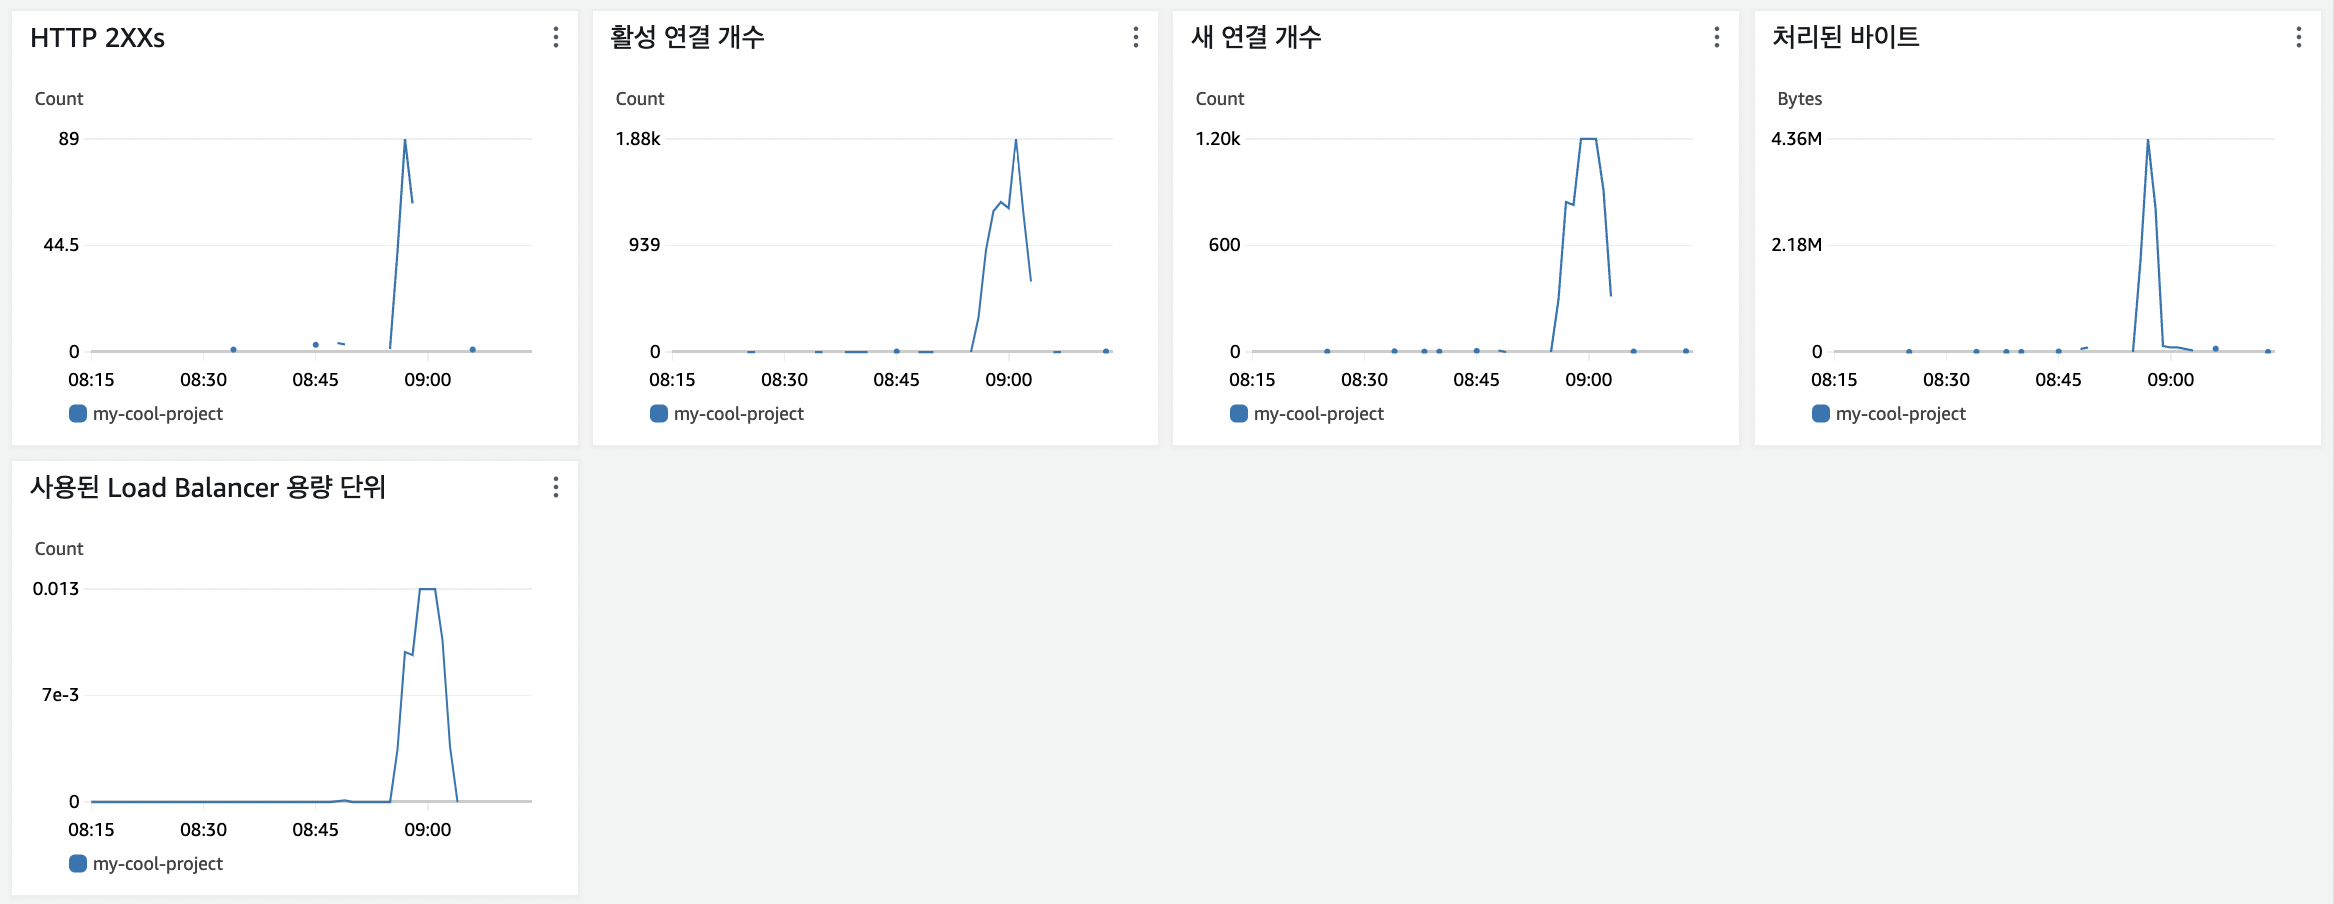 HTTP 2XXs
Count
89
44.5
0
08:15 08:30 08:45 09:00
my-cool-project
활성 연결 개수
Count
1.88k
939
0
08:15 08:30 08:45 09:00
my-cool-project
새 연결 개수
Count
1.20k
600
0
08:15 08:30 08:45 09:00
my-cool-project
처리된 바이트
Bytes
4.36M
2.18M
0
08:15 08:30 08:45 09:00
my-cool-project
사용된 Load Balancer 용량 단위
Count
0.013
7e-3
0
08:15 08:30 08:45 09:00
my-cool-project